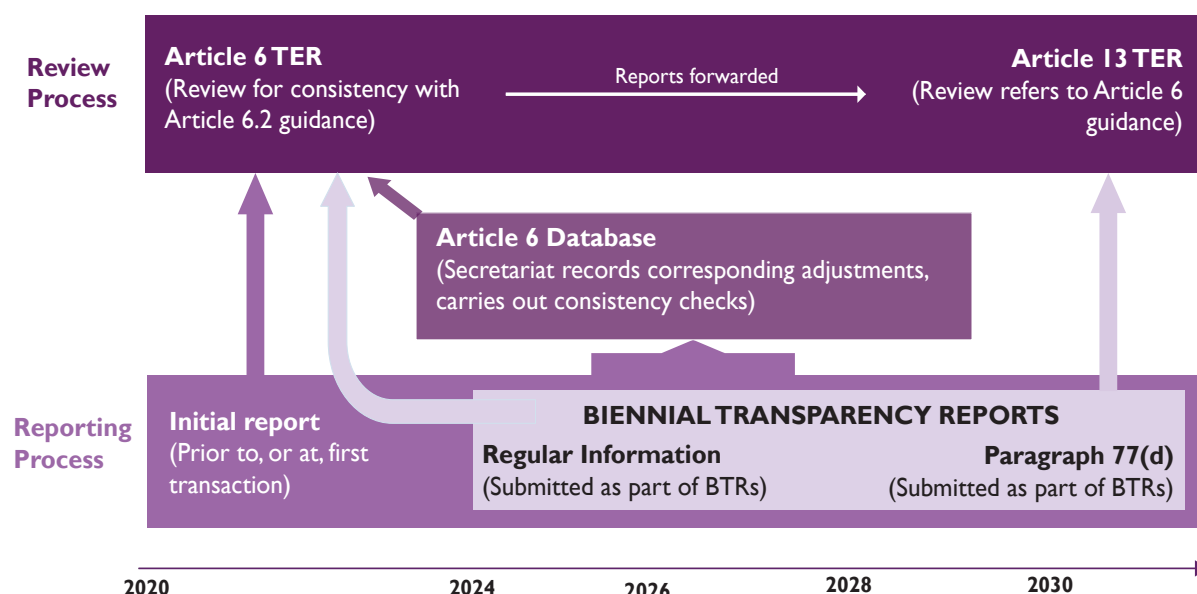 Review
Process
Article 6 TER
(Review for consistency with
Article 6.2 guidance)
Reports forwarded
Article 13 TER
(Review refers to Article 6
guidance)
Article 6 Database
(Secretariat records corresponding adjustments,
carries out consistency checks)
Reporting
Process
Initial report
(Prior to, or at, first
transaction)
BIENNIAL TRANSPARENCY REPORTS
Regular Information
(Submitted as part of BTRs)
Paragraph 77(d)
(Submitted as part of BTRs)
2020 2024 2026 2028 2030